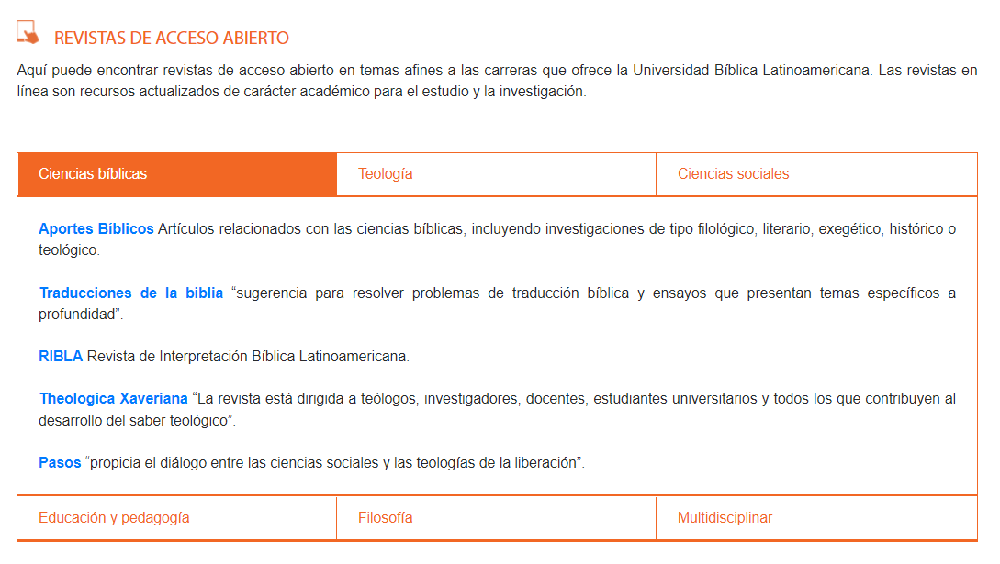 REVISTAS DE ACCESO ABIERTO
Aquí puede encontrar revistas de acceso abierto en temas afines a las carreras que ofrece la Universidad Bíblica Latinoamericana. Las revistas en
línea son recursos actualizados de carácter académico para el estudio y la investigación.
Ciencias bíblicas
Teología
Ciencias sociales
Aportes Bíblicos Artículos relacionados con las ciencias bíblicas, incluyendo investigaciones de tipo filológico, literario, exegético, histórico o
teológico.
Traducciones de la biblia “sugerencia para resolver problemas de traducción bíblica y ensayos que presentan temas específicos a
profundidad”.
RIBLA Revista de Interpretación Bíblica Latinoamericana.
Theologica Xaveriana “La revista está dirigida a teólogos, investigadores, docentes, estudiantes universitarios y todos los que contribuyen al
desarrollo del saber teológico”.
Pasos “propicia el diálogo entre las ciencias sociales y las teologías de la liberación”.
Educación y pedagogía
Filosofía
Multidisciplinar